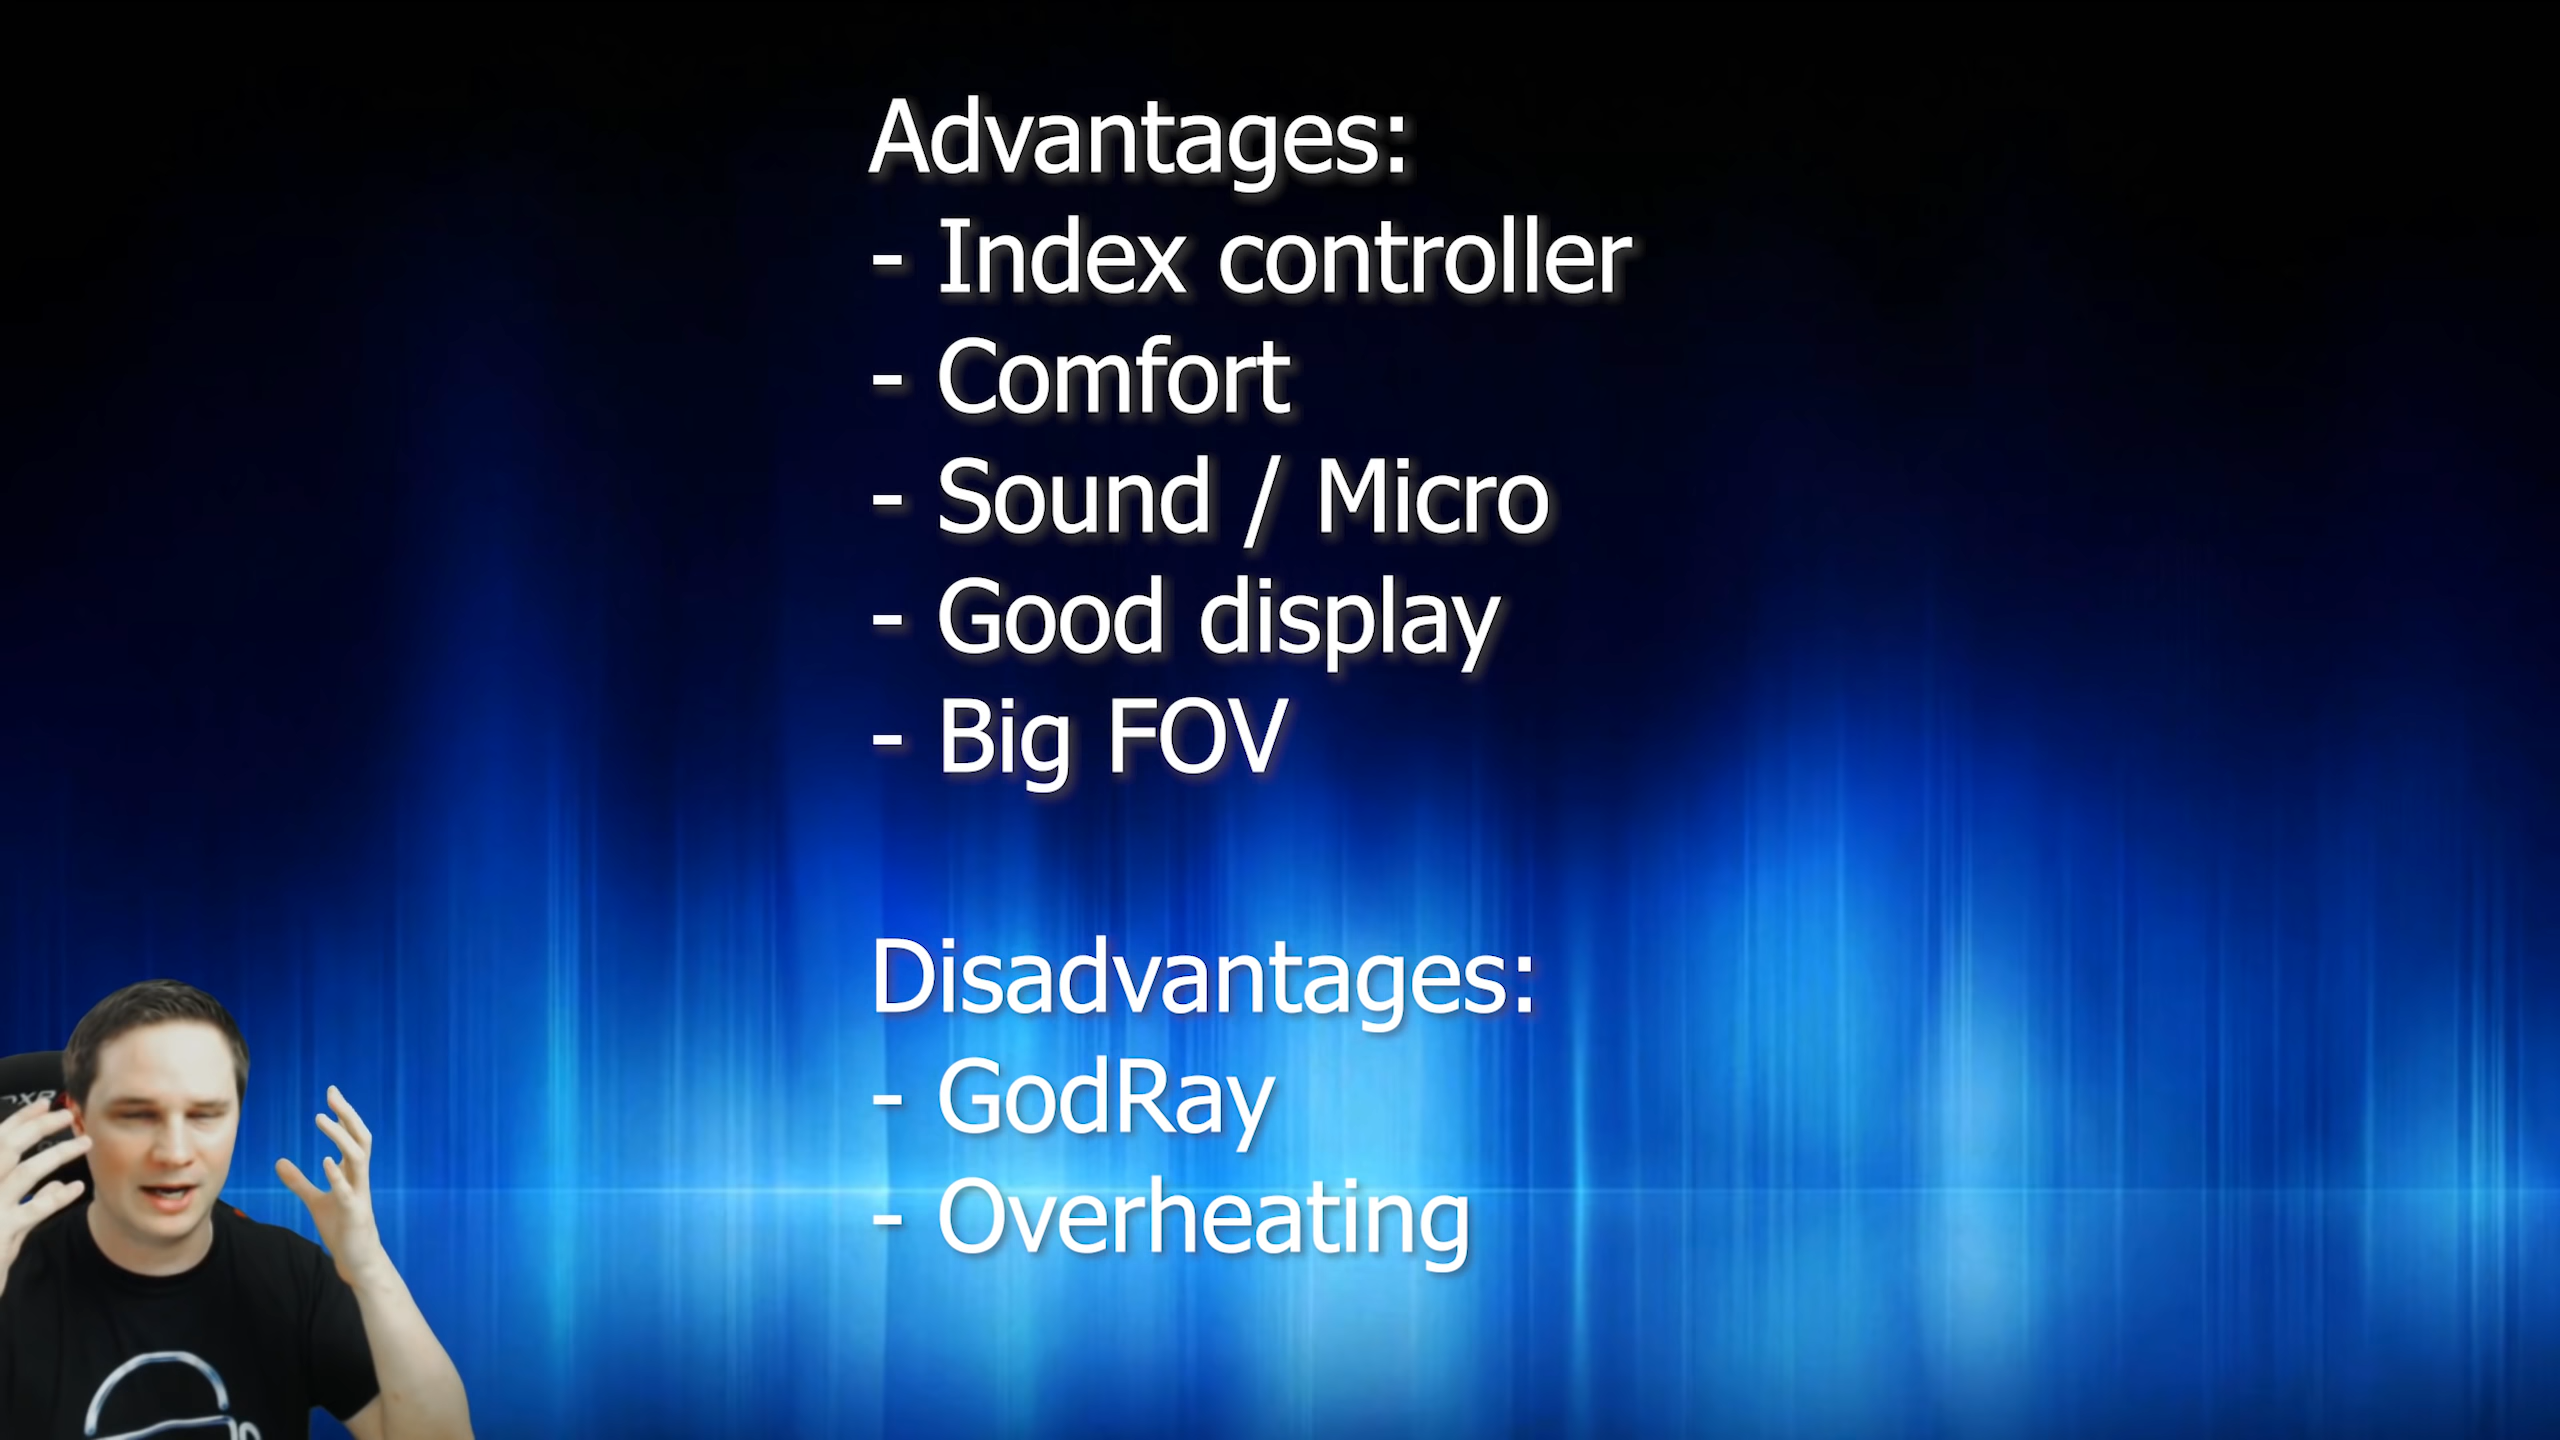 Advantages:
- Index controller
- Comfort
- Sound / Micro
- Good display
- Big FOV
Disadvantages:
- GodRay
- Overheating